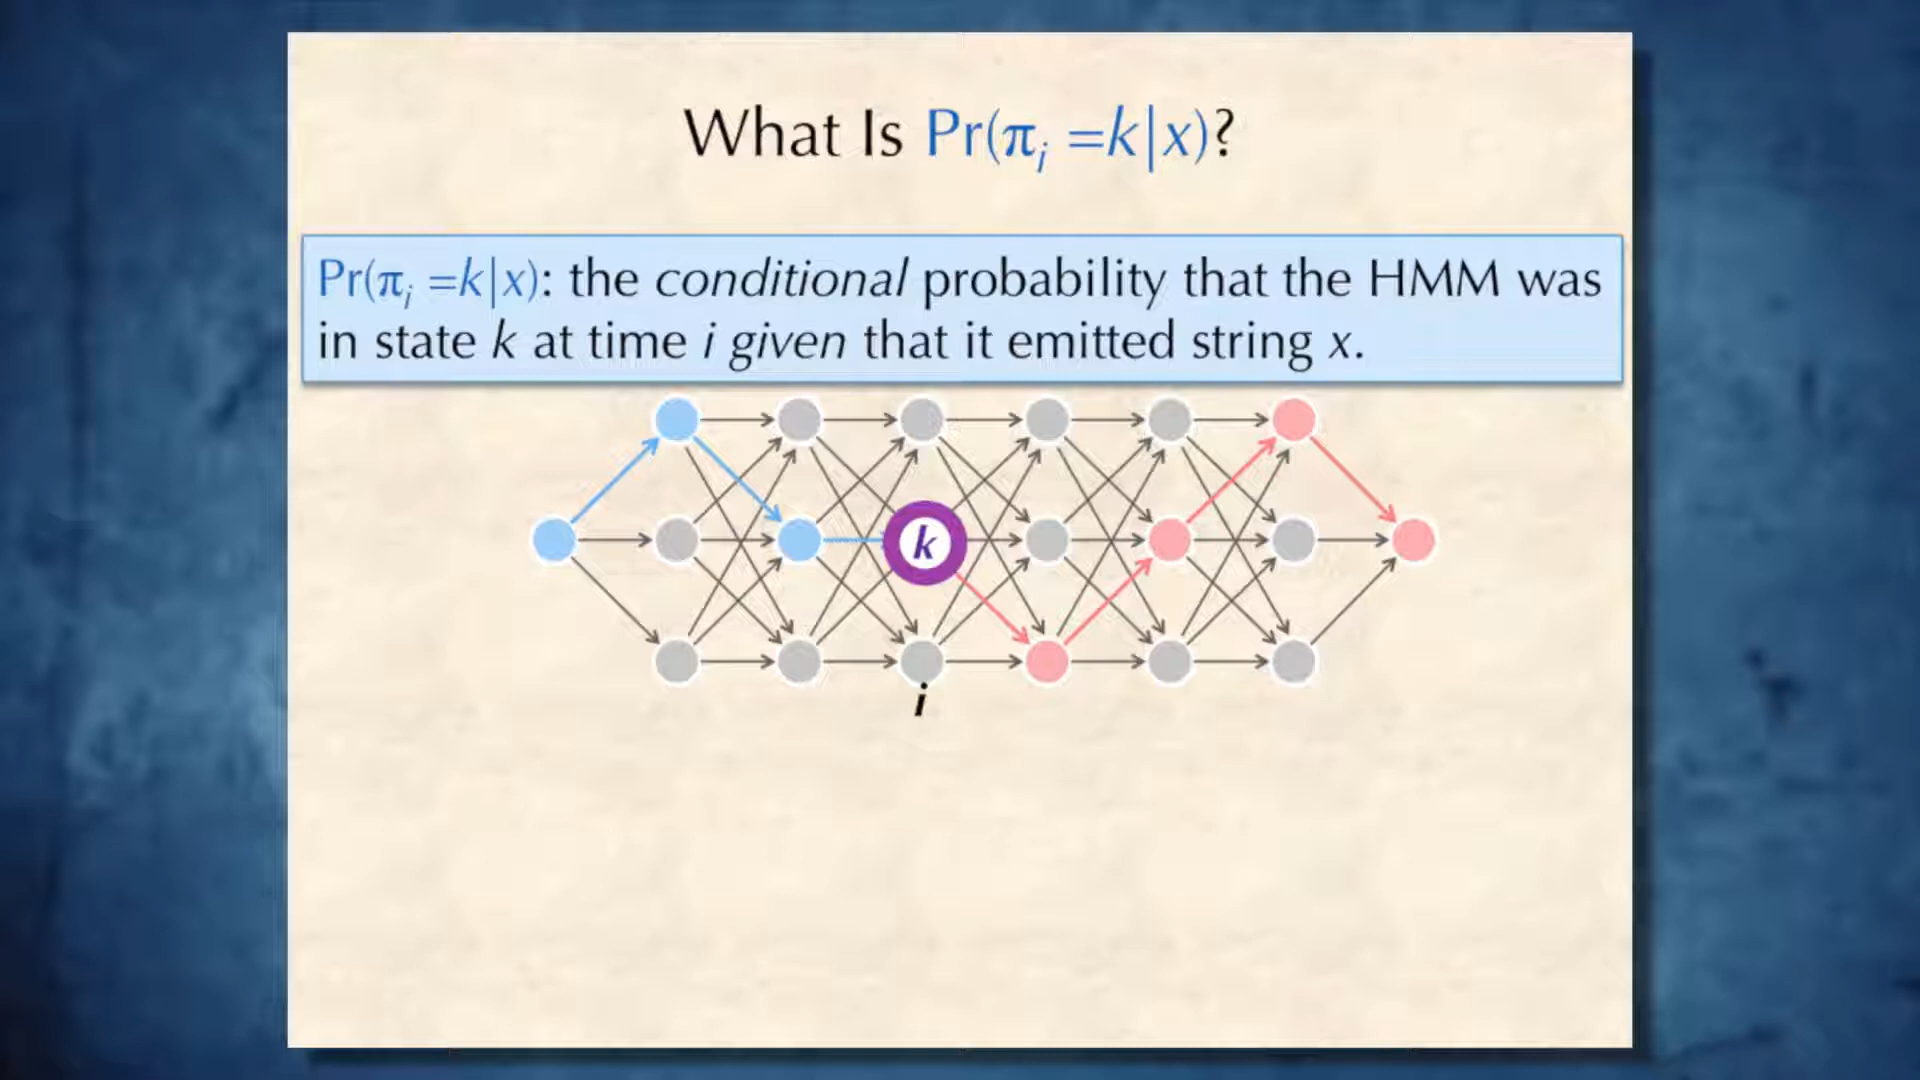 What Is Pr(πᵢ =k|x)?
Pr(πᵢ =k|x): the conditional probability that the HMM was
in state k at time i given that it emitted string x.
k
i